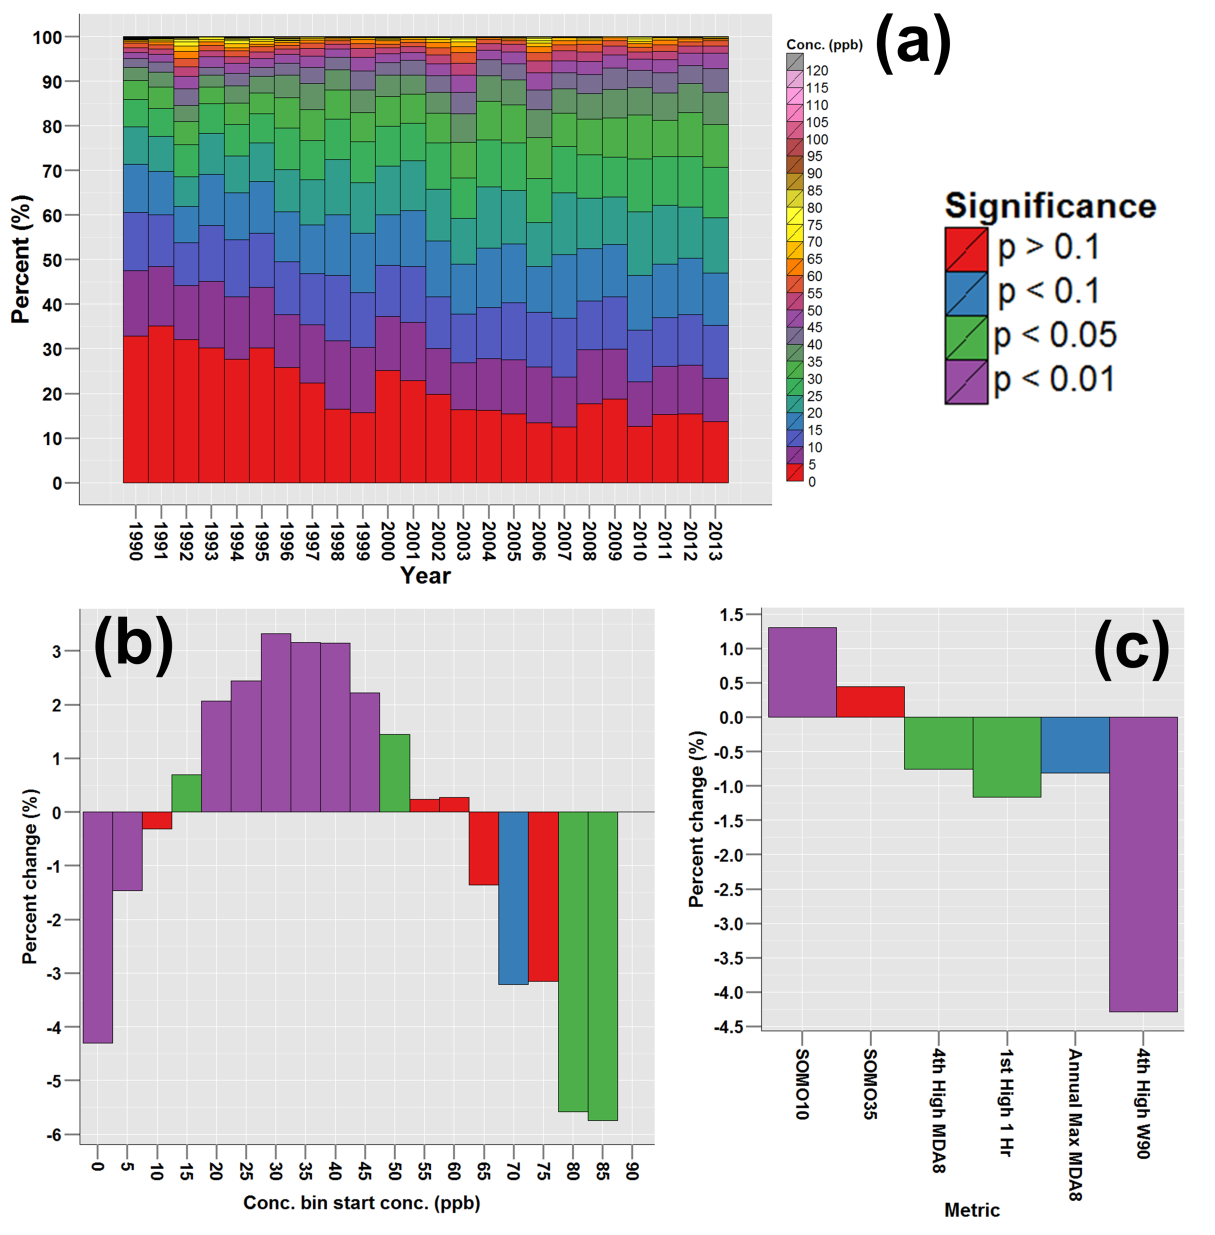 (a)
Percent (%)
100
90
80
70
60
50
40
30
20
10
0
1990 1991 1992 1993 1994 1995 1996 1997 1998 1999 2000 2001 2002 2003 2004 2005 2006 2007 2008 2009 2010 2011 2012 2013
Year
Conc. (ppb)
120
115
110
105
100
95
90
85
80
75
70
65
60
55
50
45
40
35
30
25
20
15
10
5
0
Significance
p > 0.1
p < 0.1
p < 0.05
p < 0.01
(b)
Percent change (%)
3
2
1
0
-1
-2
-3
-4
-5
-6
0 5 10 15 20 25 30 35 40 45 50 55 60 65 70 75 80 85 90
Conc. bin start conc. (ppb)
(c)
Percent change (%)
1.5
1.0
0.5
0.0
-0.5
-1.0
-1.5
-2.0
-2.5
-3.0
-3.5
-4.0
-4.5
SOMO10
SOMO35
4th High MDA8
1st High 1 Hr
Annual Max MDA8
4th High W90
Metric